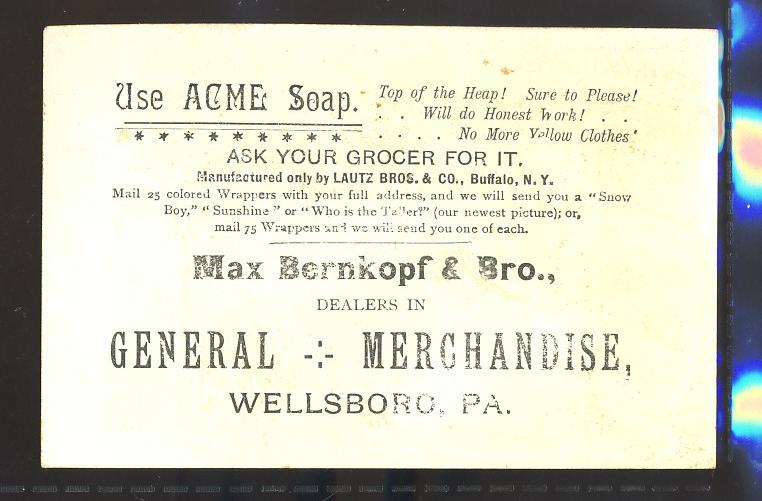 Use ACME Soap.
Top of the Heap! Sure to Please!
. . Will do Honest Work! . .
* * * * * * * * * *
. . . . No More Yellow Clothes!
ASK YOUR GROCER FOR IT.
Manufactured only by LAUTZ BROS. & CO., Buffalo, N. Y.
Mail 25 colored Wrappers with your full address, and we will send you a "Snow
Boy," "Sunshine" or "Who is the Taller?" (our newest picture); or,
mail 75 Wrappers and we will send you one of each.
Max Bernkopf & Bro.,
DEALERS IN
GENERAL -:- MERCHANDISE,
WELLSBORO, PA.